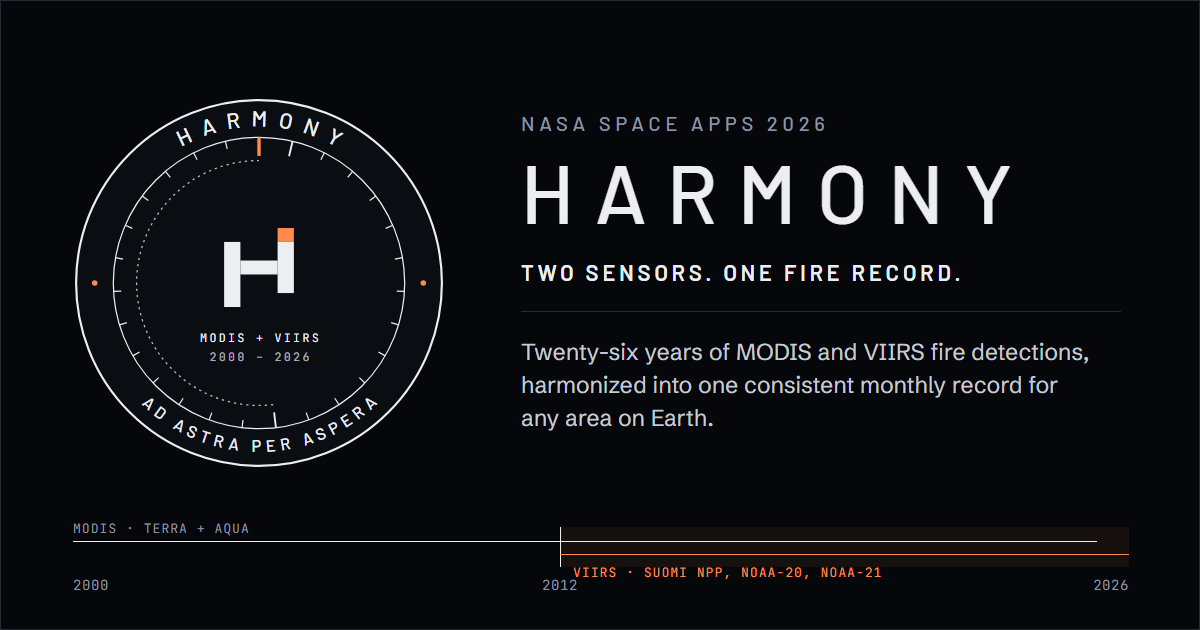 HARMONY
MODIS + VIIRS
2000 – 2026
AD ASTRA PER ASPERA
NASA SPACE APPS 2026
HARMONY
TWO SENSORS. ONE FIRE RECORD.
Twenty-six years of MODIS and VIIRS fire detections,
harmonized into one consistent monthly record for
any area on Earth.
MODIS · TERRA + AQUA
VIIRS · SUOMI NPP, NOAA-20, NOAA-21
2000
2012
2026